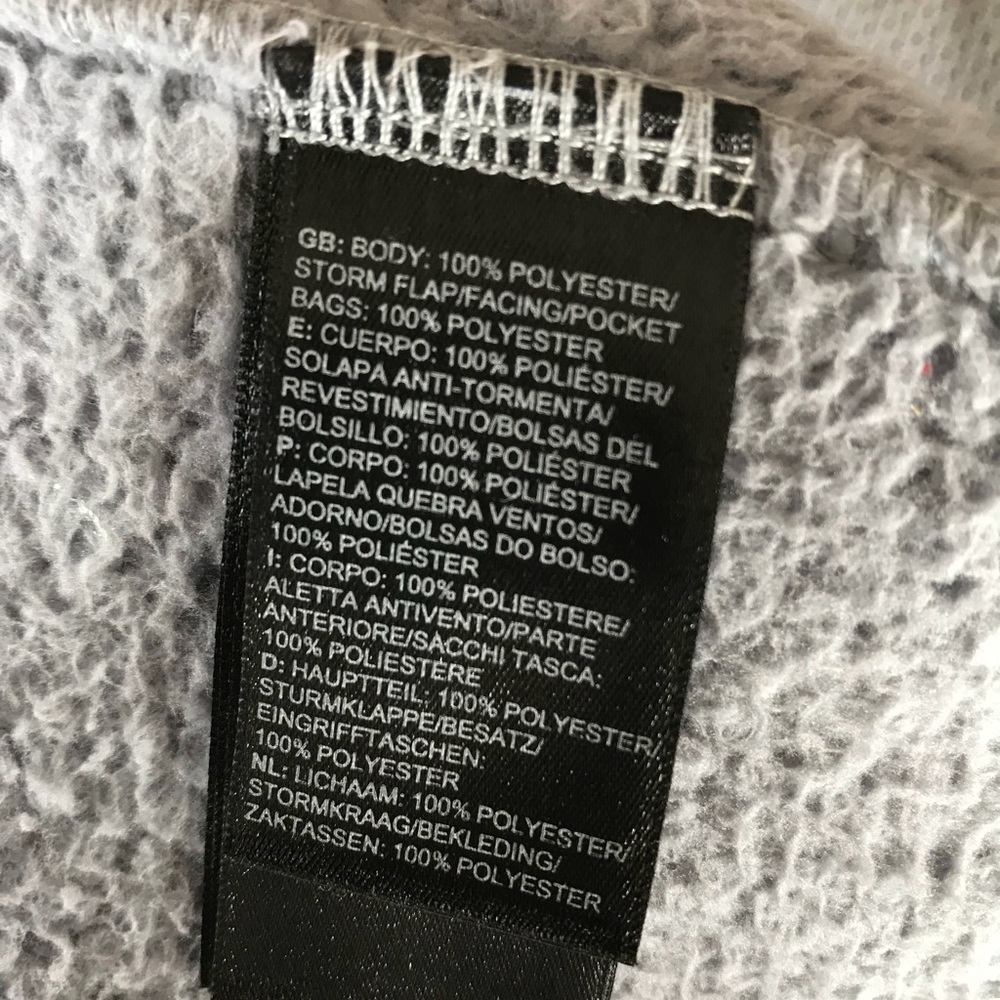 GB: BODY: 100% POLYESTER/
STORM FLAP/FACING/POCKET
BAGS: 100% POLYESTER
E: CUERPO: 100% POLIÉSTER/
SOLAPA ANTI-TORMENTA/
REVESTIMIENTO/BOLSAS DEL
BOLSILLO: 100% POLIÉSTER
P: CORPO: 100% POLIÉSTER/
LAPELA QUEBRA VENTOS/
ADORNO/BOLSAS DO BOLSO:
100% POLIÉSTER
I: CORPO: 100% POLIESTERE/
ALETTA ANTIVENTO/PARTE
ANTERIORE/SACCHI TASCA:
100% POLIESTERE
D: HAUPTTEIL: 100% POLYESTER/
STURMKLAPPE/BESATZ/
EINGRIFFTASCHEN:
100% POLYESTER
NL: LICHAAM: 100% POLYESTER/
STORMKRAAG/BEKLEDING/
ZAKTASSEN: 100% POLYESTER